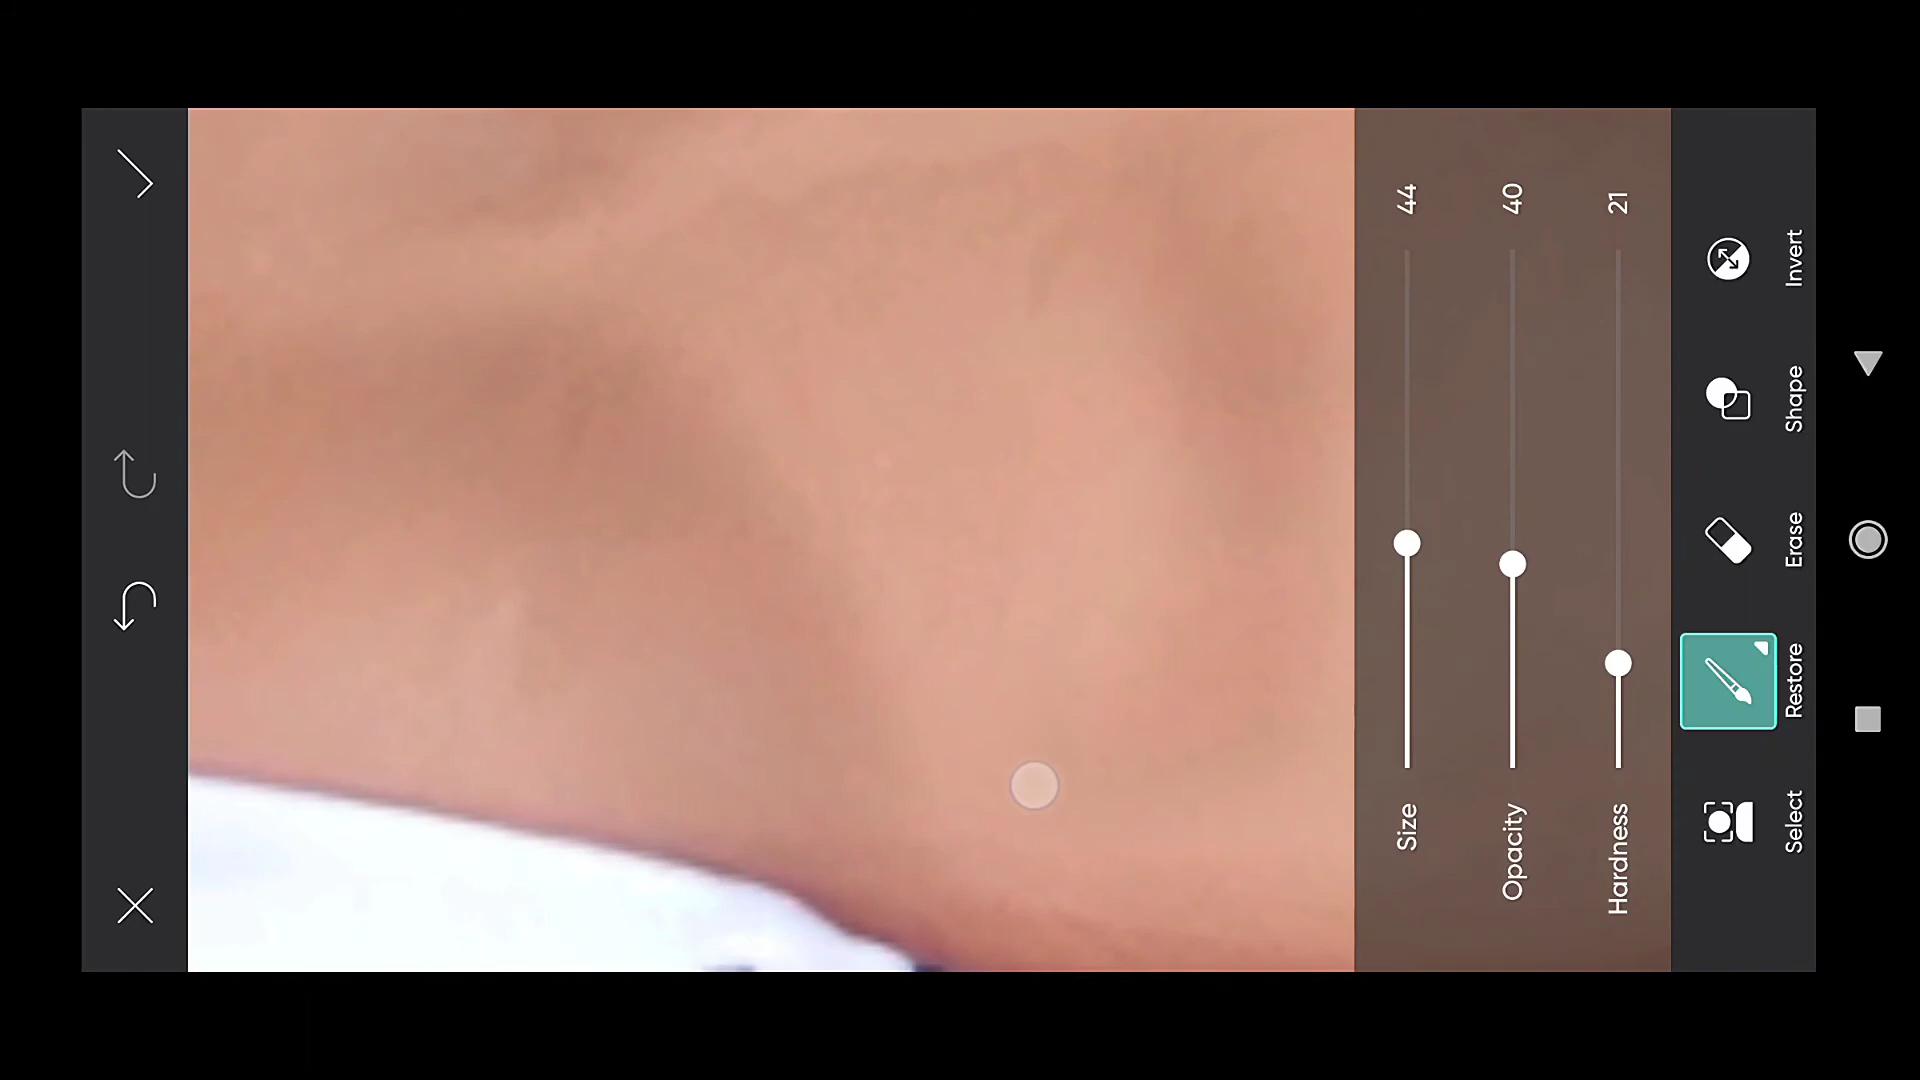 Size 44
Opacity 40
Hardness 21
Select
Restore
Erase
Shape
Invert